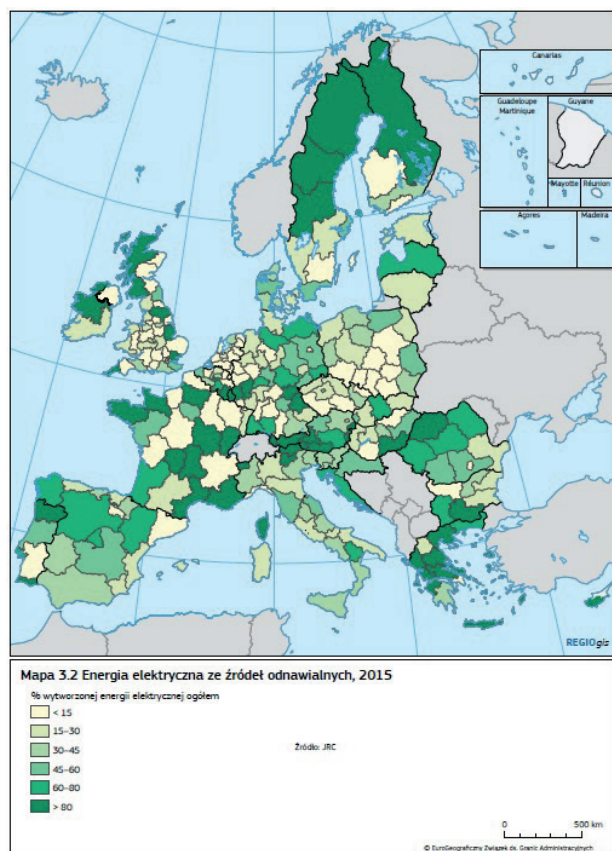 Canarias
Guadeloupe
Martinique
Guyane
Mayotte
Réunion
Açores
Madeira
REGIOgis
Mapa 3.2 Energia elektryczna ze źródeł odnawialnych, 2015
% wytworzonej energii elektrycznej ogółem
< 15
15–30
30–45
45–60
60–80
> 80
Źródło: JRC
0 500 km
© EuroGeograficzny Związek ds. Granic Administracyjnych